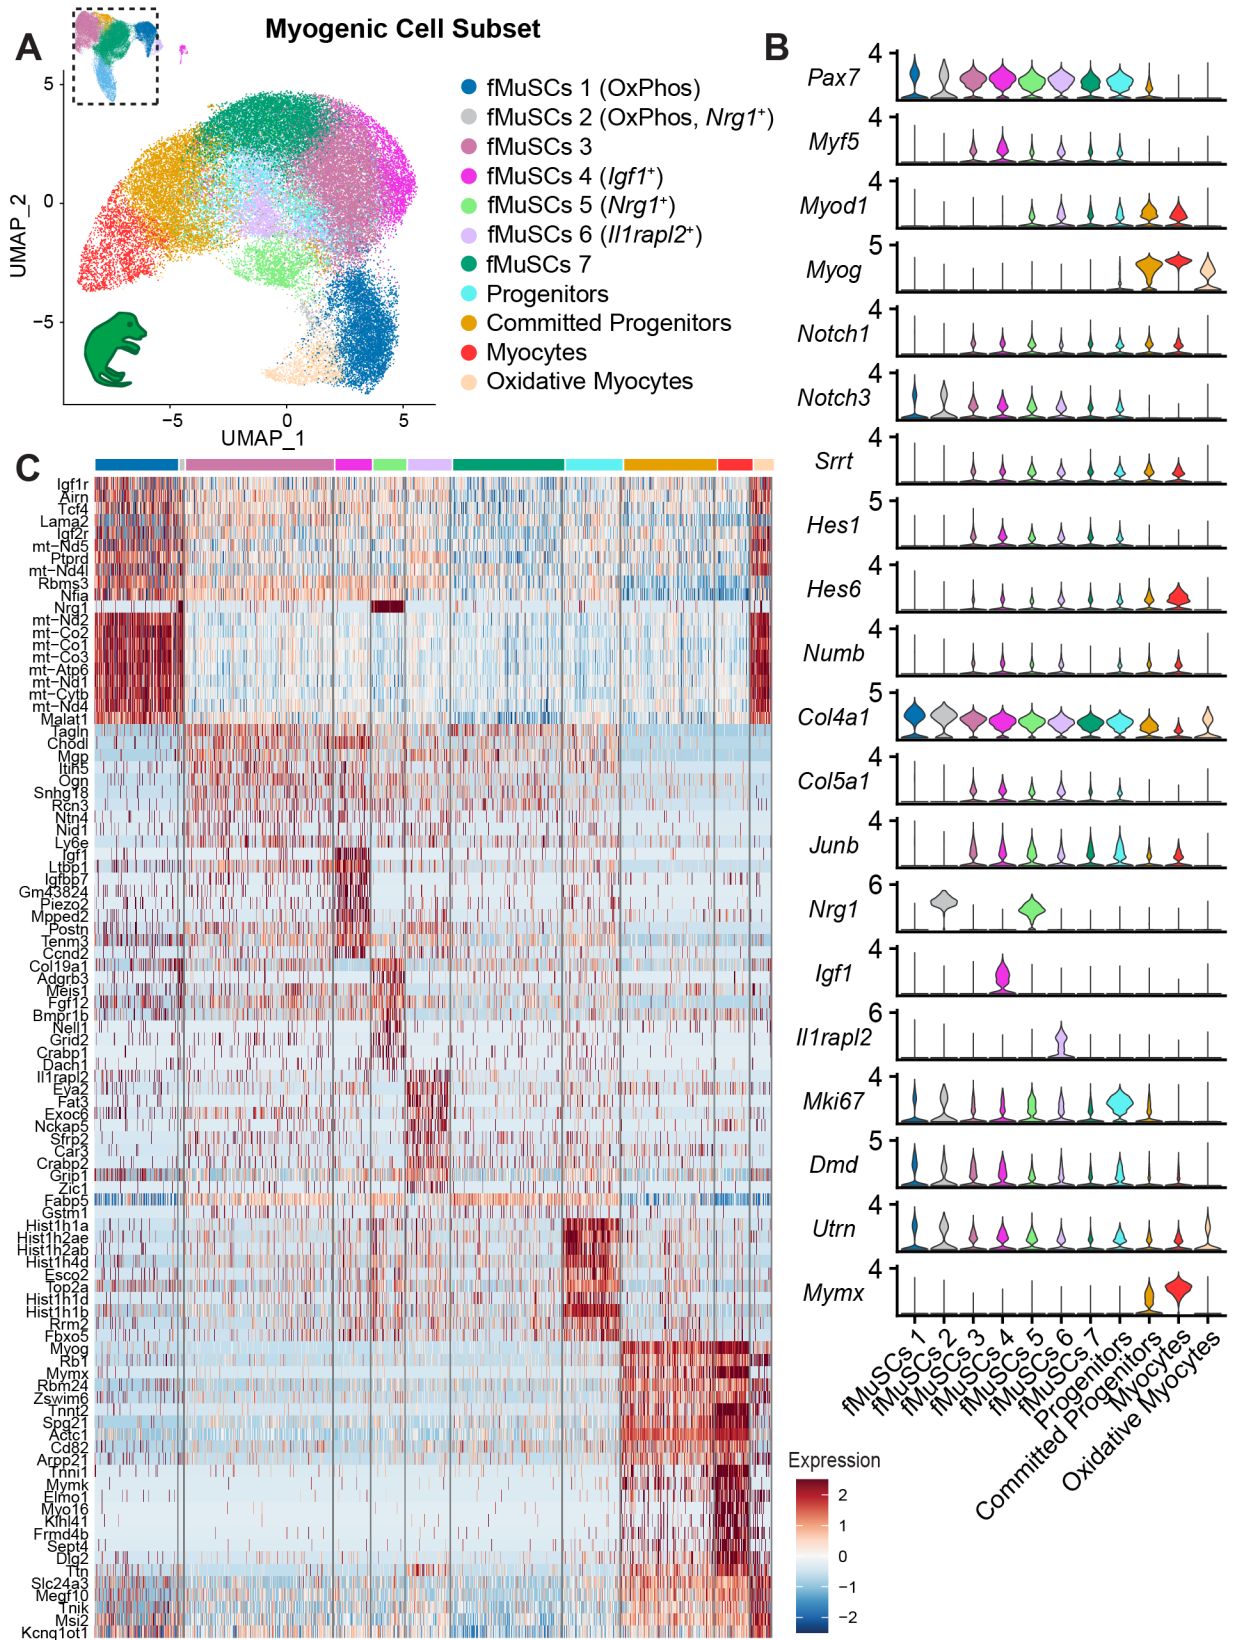 A
Myogenic Cell Subset
5
0
−5
UMAP_2
−5
0
5
UMAP_1
fMuSCs 1 (OxPhos)
fMuSCs 2 (OxPhos, Nrg1+)
fMuSCs 3
fMuSCs 4 (Igf1+)
fMuSCs 5 (Nrg1+)
fMuSCs 6 (Il1rapl2+)
fMuSCs 7
Progenitors
Committed Progenitors
Myocytes
Oxidative Myocytes
B
Pax7 4
Myf5 4
Myod1 4
Myog 5
Notch1 4
Notch3 4
Srrt 4
Hes1 5
Hes6 4
Numb 4
Col4a1 5
Col5a1 4
Junb 4
Nrg1 6
Igf1 4
Il1rapl2 6
Mki67 4
Dmd 5
Utrn 4
Mymx 4
fMuSCs 1
fMuSCs 2
fMuSCs 3
fMuSCs 4
fMuSCs 5
fMuSCs 6
fMuSCs 7
Progenitors
Committed Progenitors
Myocytes
Oxidative Myocytes
C
Igf1r
Airn
Tcf4
Lama2
Igf2r
mt−Nd5
Ptprd
mt−Nd4l
Rbms3
Nfia
Nrg1
mt−Nd2
mt−Co2
mt−Co1
mt−Co3
mt−Atp6
mt−Nd1
mt−Cytb
mt−Nd4
Malat1
Tagln
Chodl
Mgp
Itih5
Ogn
Snhg18
Rcn3
Ntn4
Nid1
Ly6e
Igf1
Ltbp1
Igfbp7
Gm43824
Piezo2
Mpped2
Postn
Tenm3
Ccnd2
Col19a1
Adgrb3
Meis1
Fgf12
Bmpr1b
Nell1
Grid2
Crabp1
Dach1
Il1rapl2
Eya2
Fat3
Exoc6
Nckap5
Sfrp2
Car3
Crabp2
Grip1
Zic1
Fabp5
Gstm1
Hist1h1a
Hist1h2ae
Hist1h2ab
Hist1h4d
Esco2
Top2a
Hist1h1d
Hist1h1b
Rrm2
Fbxo5
Myog
Rb1
Mymx
Rbm24
Zswim6
Tnnt2
Spg21
Actc1
Cd82
Arpp21
Tnni1
Mymk
Elmo1
Myo16
Klhl41
Frmd4b
Sept4
Dlg2
Ttn
Slc24a3
Megf10
Tnik
Msi2
Kcnq1ot1
Expression
2
1
0
−1
−2